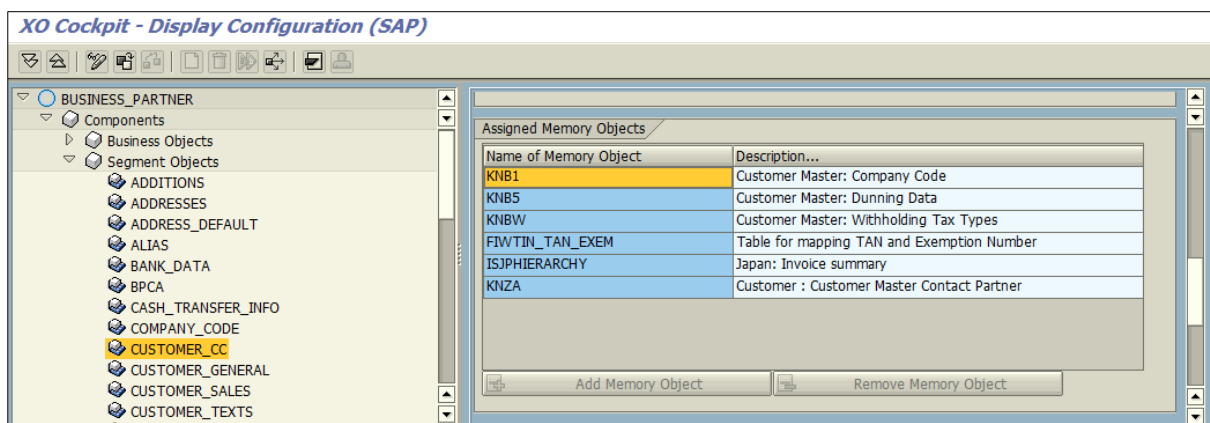 XO Cockpit - Display Configuration (SAP)
BUSINESS_PARTNER
Components
Business Objects
Segment Objects
ADDITIONS
ADDRESSES
ADDRESS_DEFAULT
ALIAS
BANK_DATA
BPCA
CASH_TRANSFER_INFO
COMPANY_CODE
CUSTOMER_CC
CUSTOMER_GENERAL
CUSTOMER_SALES
CUSTOMER_TEXTS
Assigned Memory Objects
Name of Memory Object Description...
KNB1 Customer Master: Company Code
KNB5 Customer Master: Dunning Data
KNBW Customer Master: Withholding Tax Types
FIWTIN_TAN_EXEM Table for mapping TAN and Exemption Number
ISJPHIERARCHY Japan: Invoice summary
KNZA Customer : Customer Master Contact Partner
Add Memory Object Remove Memory Object